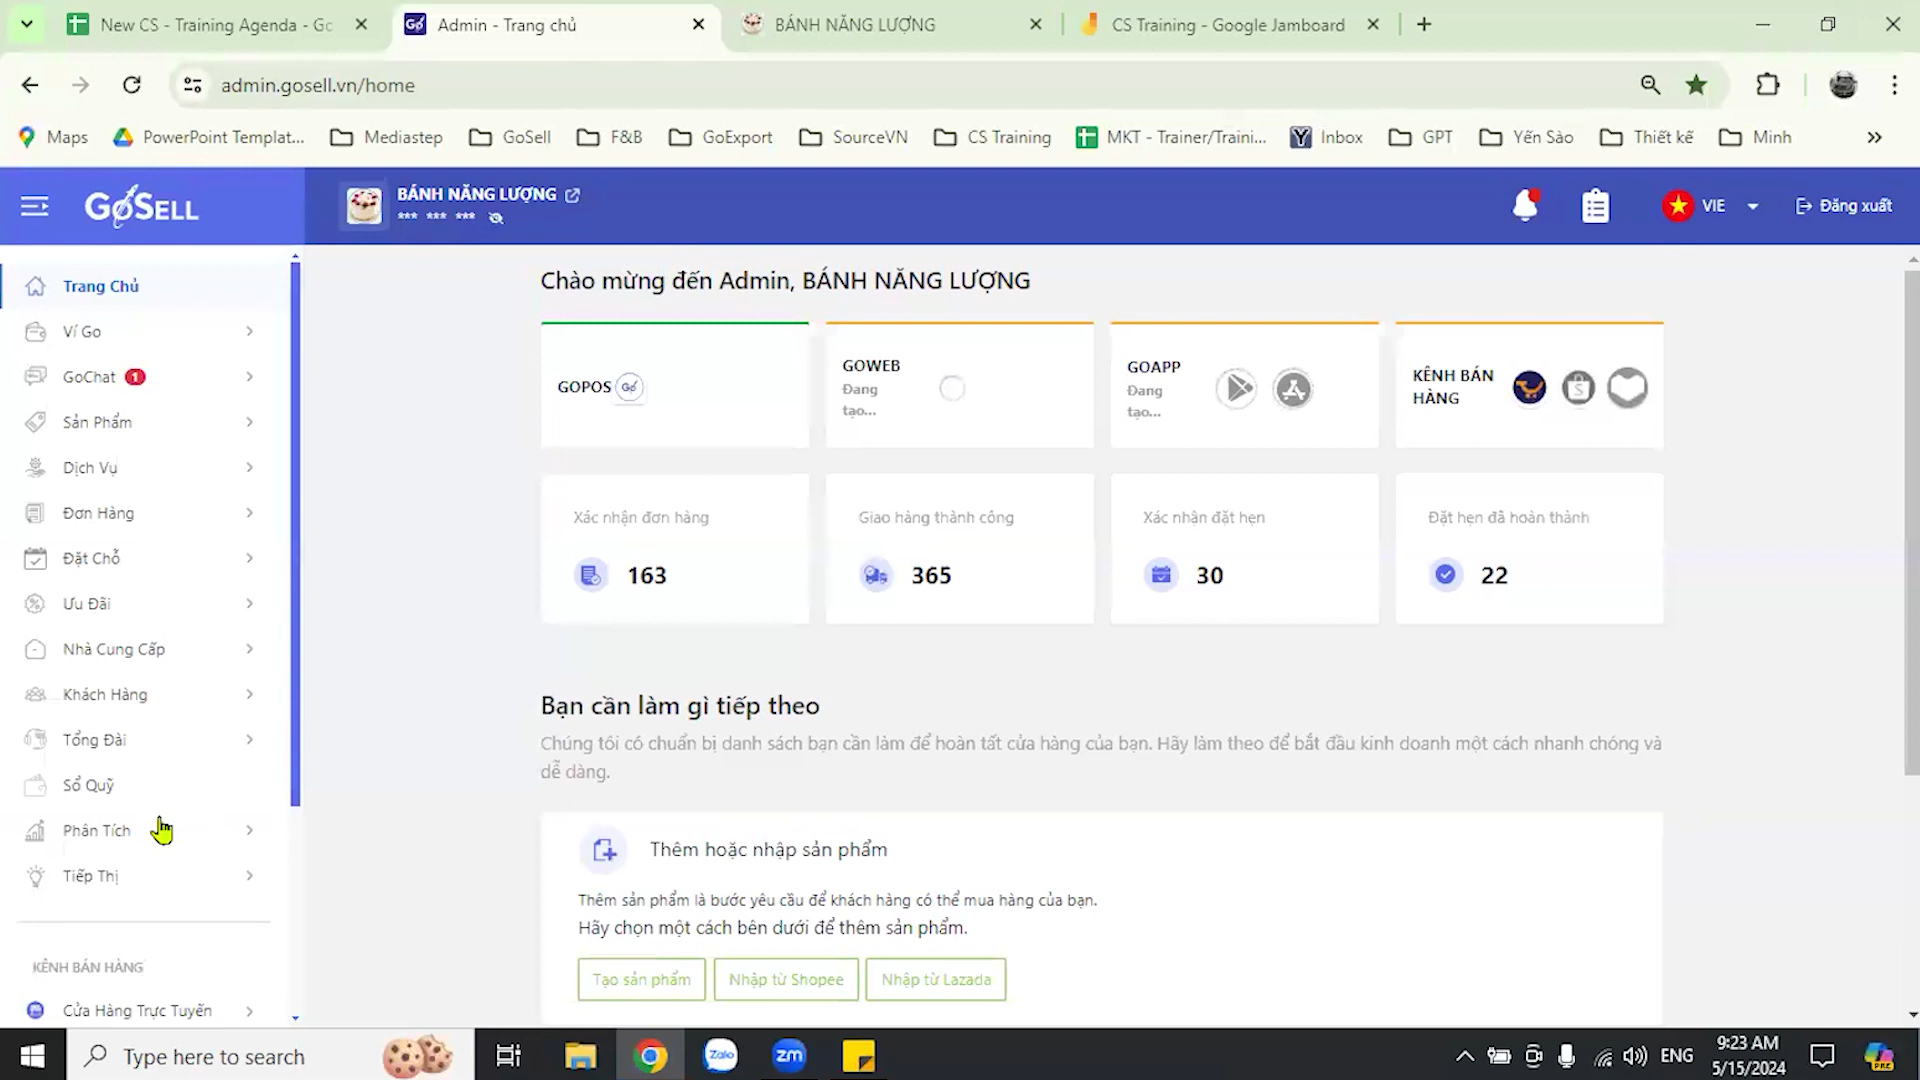 New CS - Training Agenda - Go
Admin - Trang chủ
BÁNH NĂNG LƯỢNG
CS Training - Google Jamboard
admin.gosell.vn/home
Maps
PowerPoint Templat...
Mediastep
GoSell
F&B
GoExport
SourceVN
CS Training
MKT - Trainer/Traini...
Inbox
GPT
Yến Sào
Thiết kế
Minh
GoSELL
BÁNH NĂNG LƯỢNG
*** *** ***
VIE
Đăng xuất
Trang Chủ
Ví Go
GoChat 1
Sản Phẩm
Dịch Vụ
Đơn Hàng
Đặt Chỗ
Ưu Đãi
Nhà Cung Cấp
Khách Hàng
Tổng Đài
Sổ Quỹ
Phân Tích
Tiếp Thị
KÊNH BÁN HÀNG
Cửa Hàng Trực Tuyến
Chào mừng đến Admin, BÁNH NĂNG LƯỢNG
GOPOS Go
GOWEB
Đang
tạo...
GOAPP
Đang
tạo...
KÊNH BÁN
HÀNG
Xác nhận đơn hàng
163
Giao hàng thành công
365
Xác nhận đặt hẹn
30
Đặt hẹn đã hoàn thành
22
Bạn cần làm gì tiếp theo
Chúng tôi có chuẩn bị danh sách bạn cần làm để hoàn tất cửa hàng của bạn. Hãy làm theo để bắt đầu kinh doanh một cách nhanh chóng và
dễ dàng.
Thêm hoặc nhập sản phẩm
Thêm sản phẩm là bước yêu cầu để khách hàng có thể mua hàng của bạn.
Hãy chọn một cách bên dưới để thêm sản phẩm.
Tạo sản phẩm
Nhập từ Shopee
Nhập từ Lazada
Type here to search
Zalo
zm
ENG
9:23 AM
5/15/2024
PRE